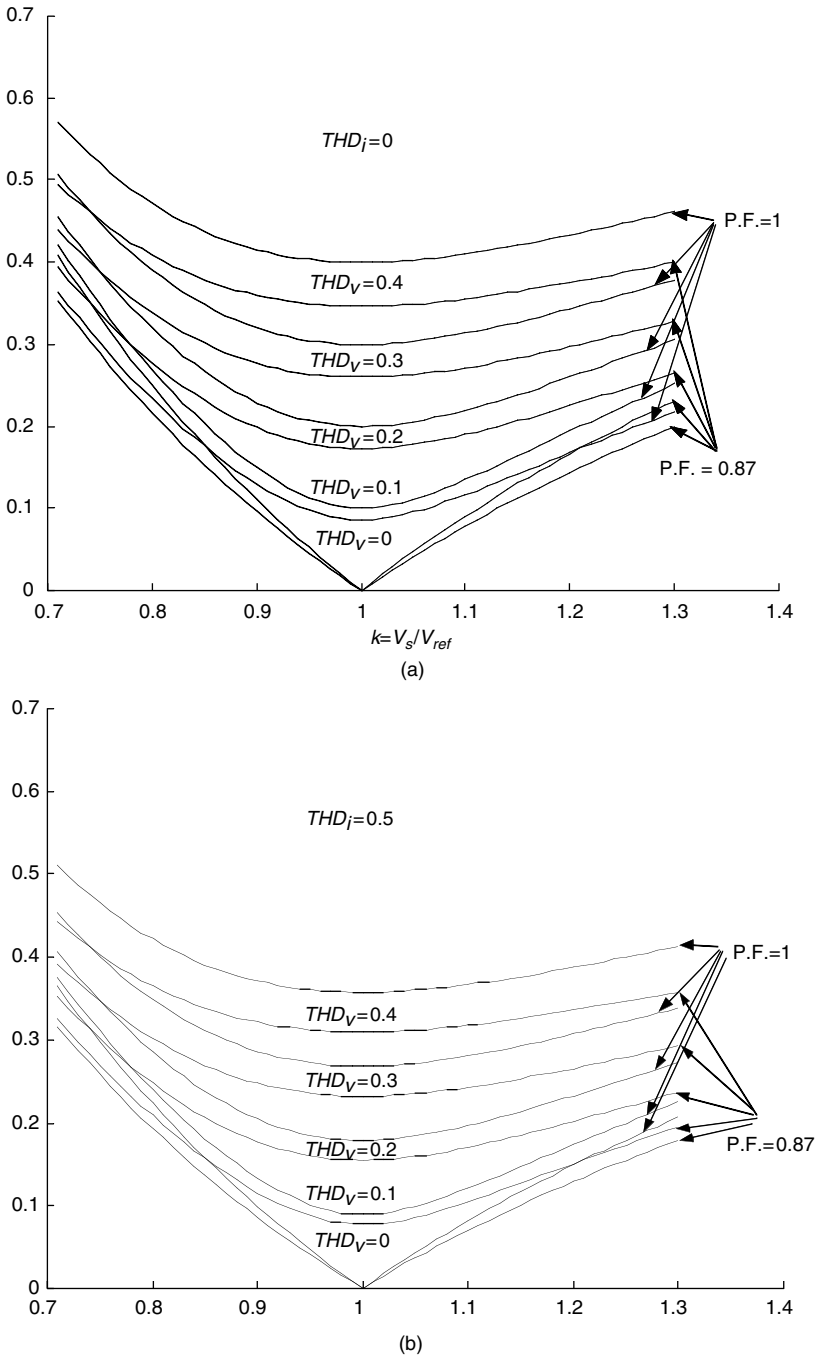 0.7
0.6
0.5
0.4
0.3
0.2
0.1
0
THDi=0
P.F.=1
THDv=0.4
THDv=0.3
THDv=0.2
THDv=0.1
P.F. = 0.87
THDv=0
0.7 0.8 0.9 1 1.1 1.2 1.3 1.4
k=Vs/Vref
(a)
0.7
0.6
0.5
0.4
0.3
0.2
0.1
0
THDi=0.5
P.F.=1
THDv=0.4
THDv=0.3
THDv=0.2
P.F.=0.87
THDv=0.1
THDv=0
0.7 0.8 0.9 1 1.1 1.2 1.3 1.4
(b)